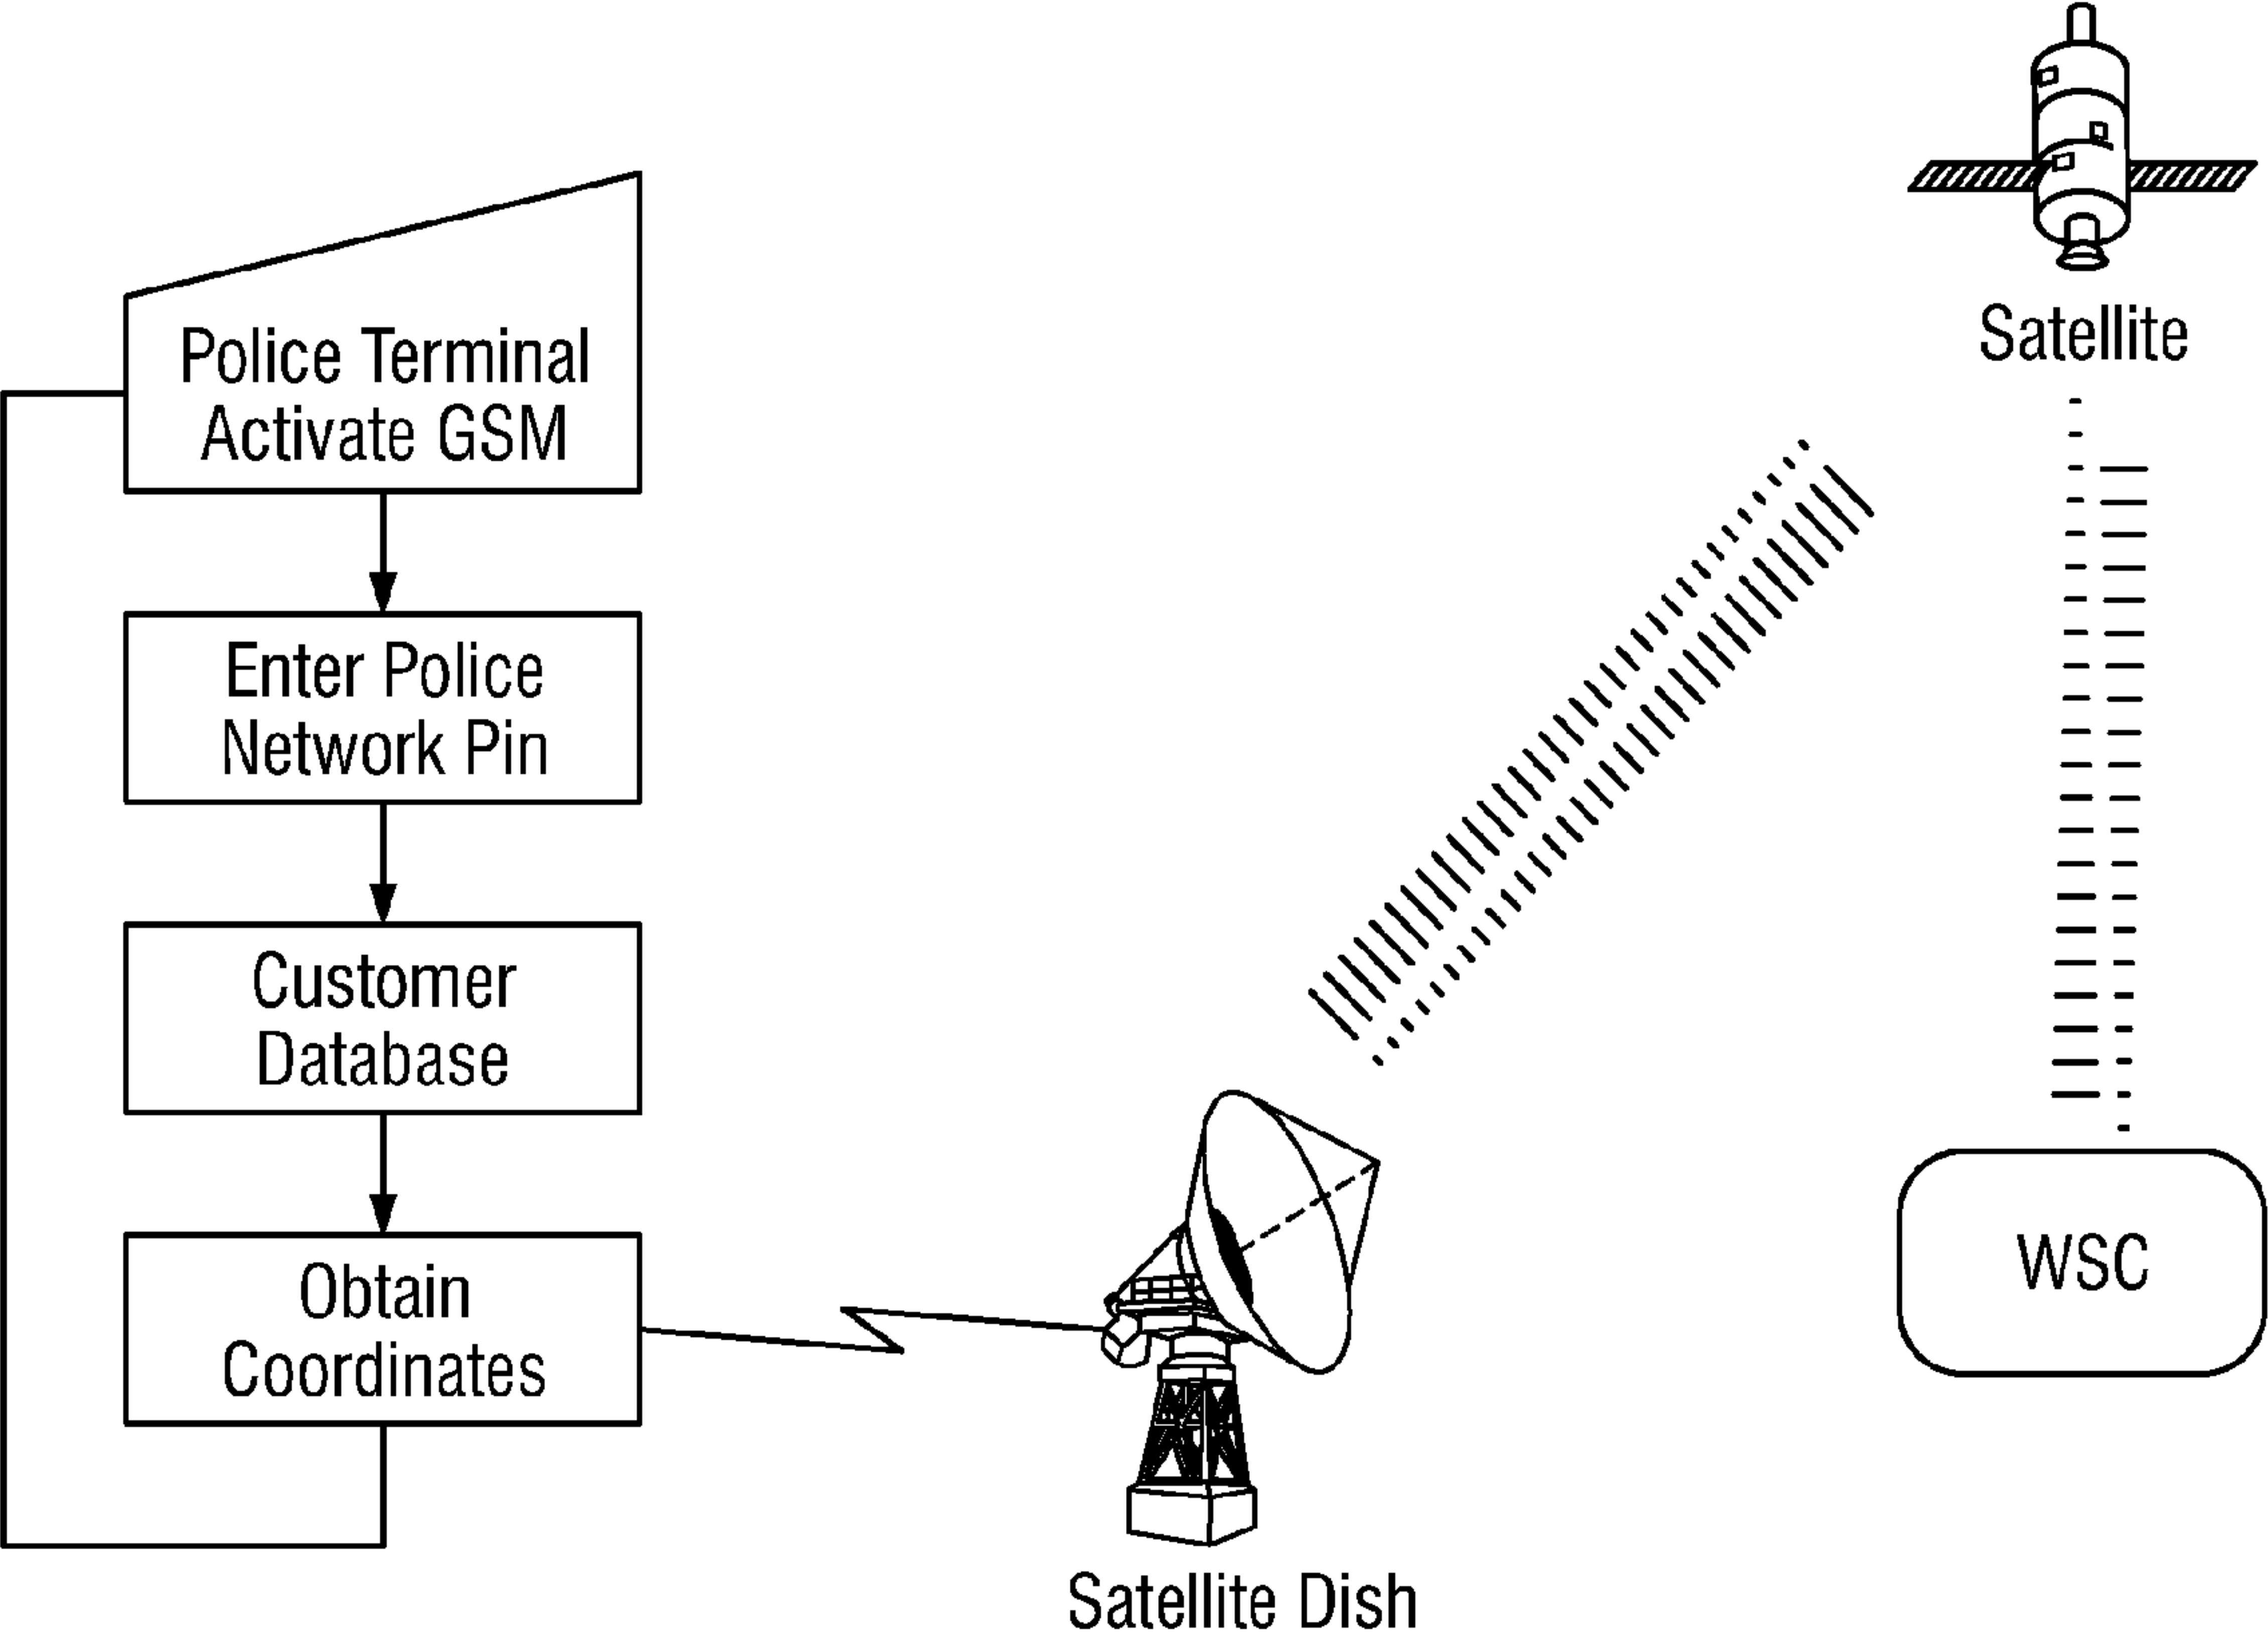 Police Terminal
Activate GSM
Enter Police
Network Pin
Customer
Database
Obtain
Coordinates
Satellite Dish
Satellite
WSC